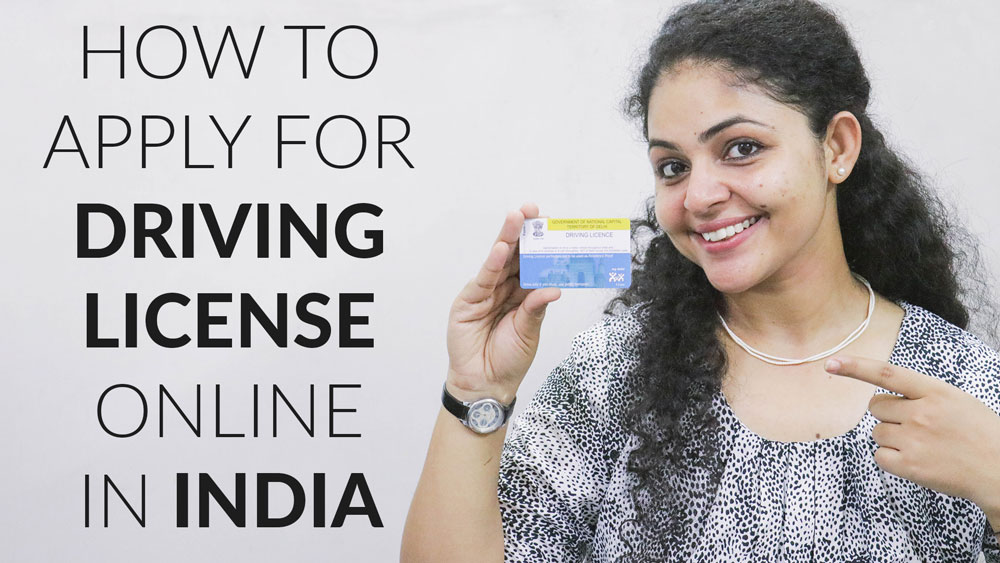 HOW TO
APPLY FOR
DRIVING
LICENSE
ONLINE
IN INDIA
GOVERNMENT OF NATIONAL CAPITAL
TERRITORY OF DELHI
DRIVING LICENCE